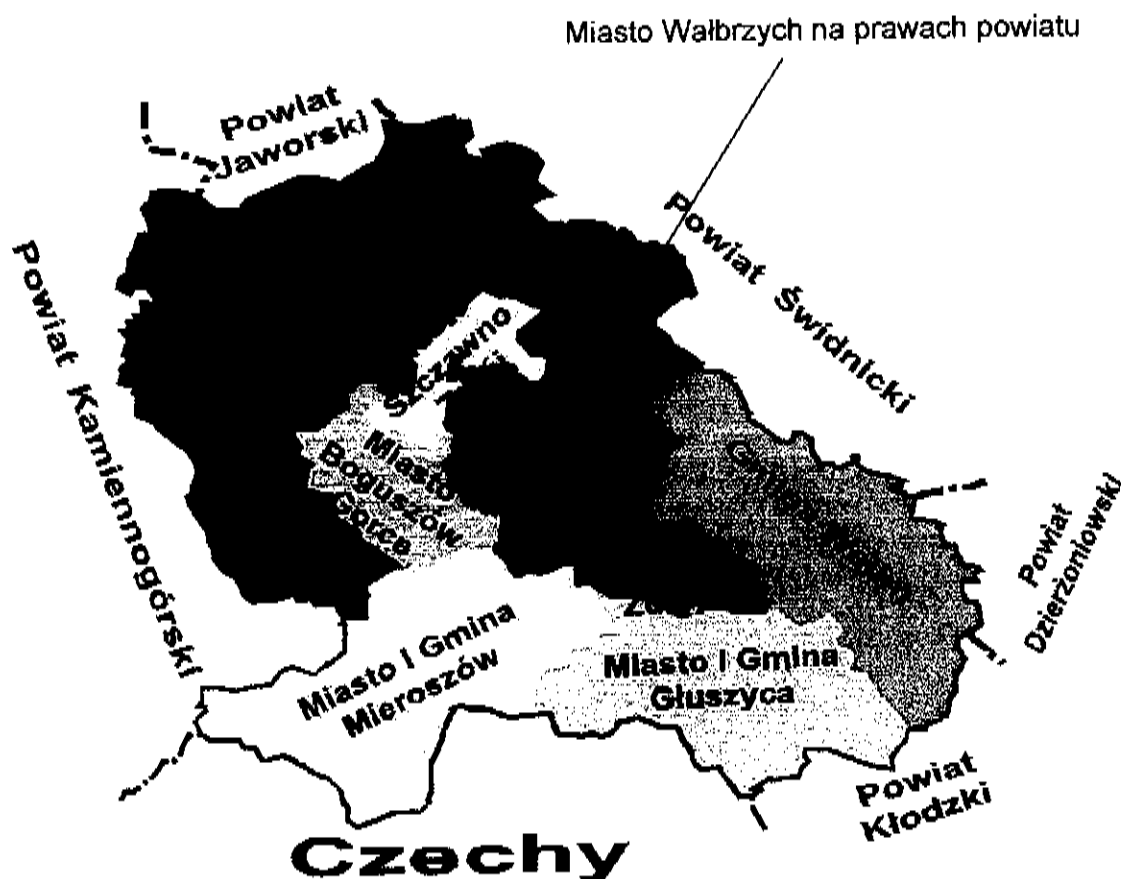 Miasto Wałbrzych na prawach powiatu
Powiat
Jaworski
Powiat Świdnicki
Powiat Kamiennogórski
Szczawno
Miasto
Boguszów
Gorce
Powiat
Dzierżoniowski
Miasto I Gmina
Głuszyca
Miasto I Gmina
Mieroszów
Powiat
Kłodzki
Czechy